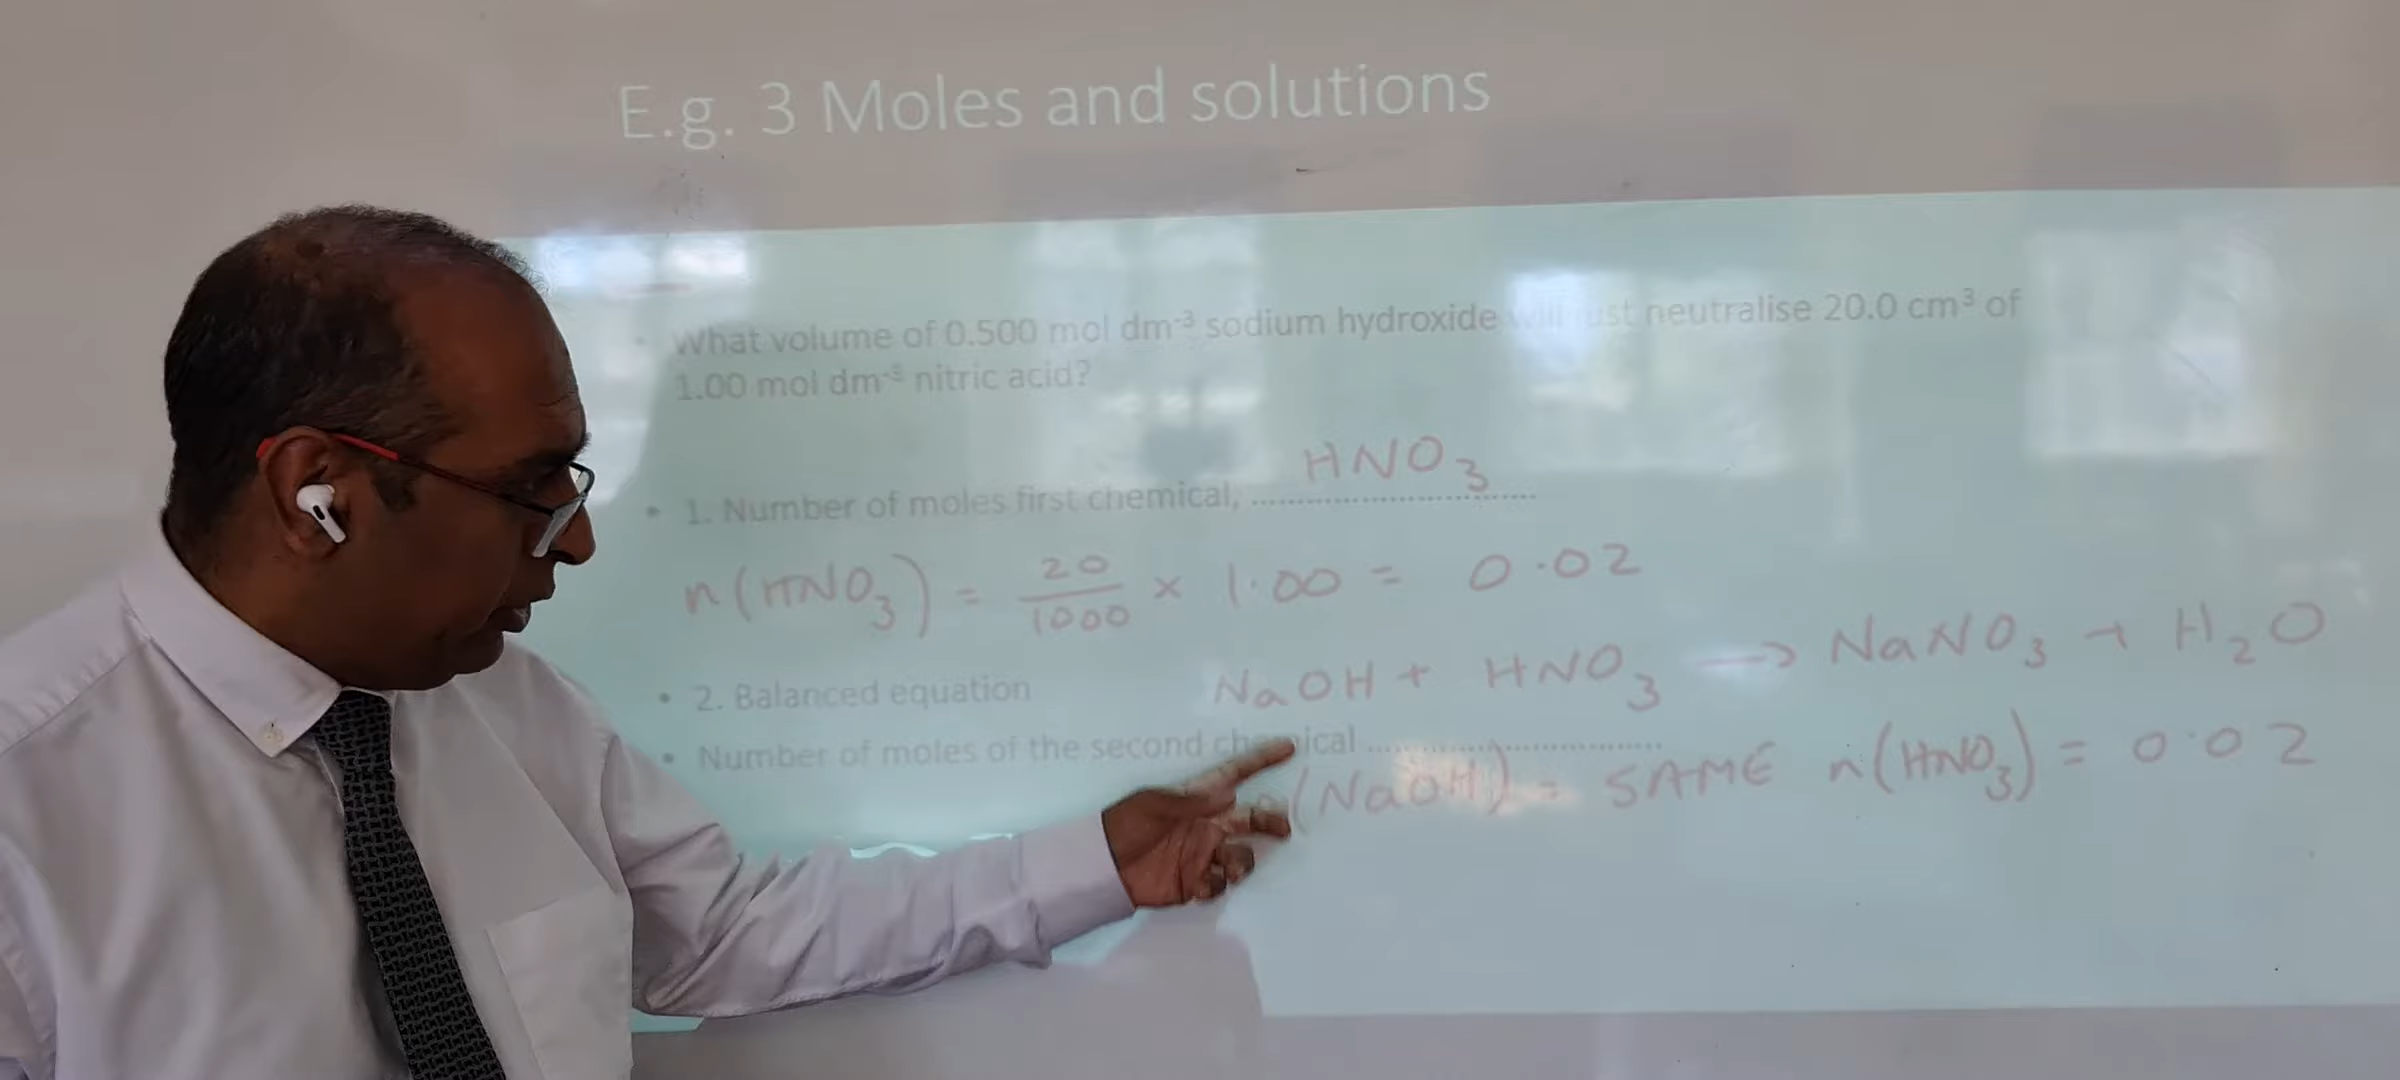 E.g. 3 Moles and solutions
What volume of 0.500 mol dm⁻³ sodium hydroxide will just neutralise 20.0 cm³ of
1.00 mol dm⁻³ nitric acid?
• 1. Number of moles first chemical, .............................. HNO₃
n(HNO₃) = 20/1000 × 1.00 = 0.02
• 2. Balanced equation NaOH + HNO₃ → NaNO₃ + H₂O
• Number of moles of the second chemical ..............................
n(NaOH) = SAME n(HNO₃) = 0.02